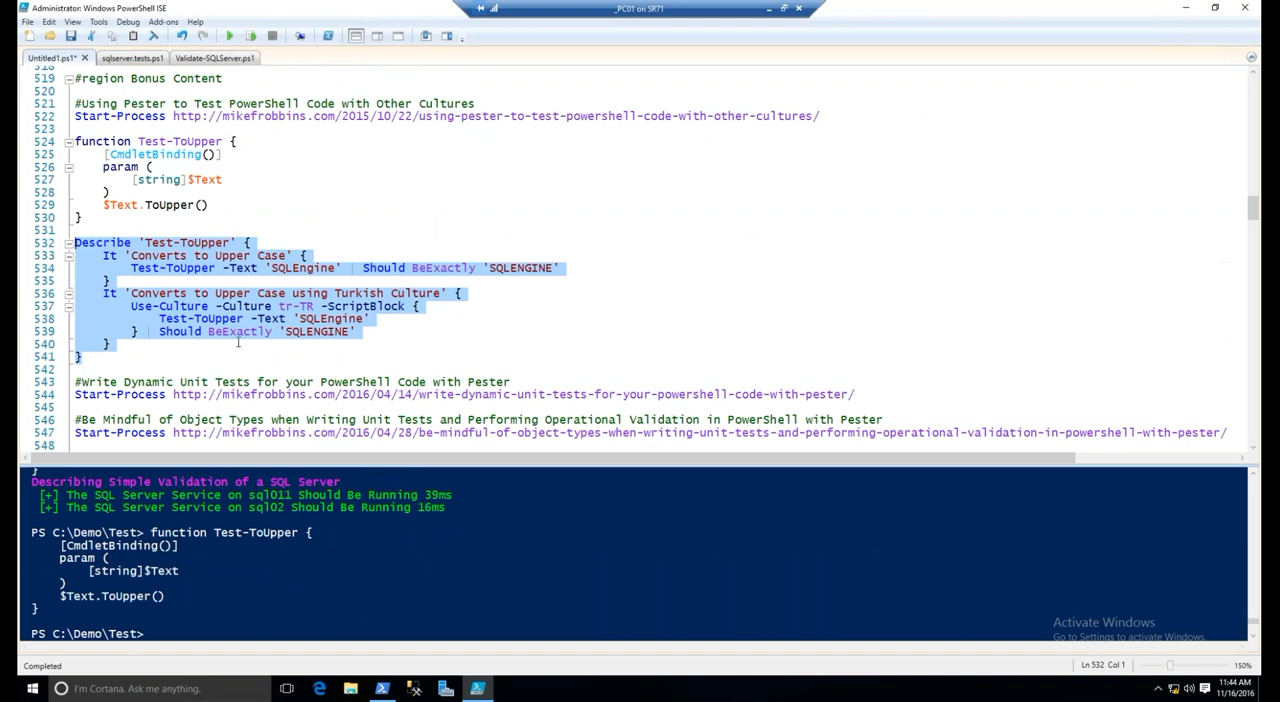 Administrator: Windows PowerShell ISE
_PC01 on SR71
File Edit View Tools Debug Add-ons Help
Untitled1.ps1* X sqlserver.tests.ps1 Validate-SQLServer.ps1
518
519 #region Bonus Content
520
521 #Using Pester to Test PowerShell Code with Other Cultures
522 Start-Process http://mikefrobbins.com/2015/10/22/using-pester-to-test-powershell-code-with-other-cultures/
523
524 function Test-ToUpper {
525 [CmdletBinding()]
526 param (
527 [string]$Text
528 )
529 $Text.ToUpper()
530 }
531
532 Describe 'Test-ToUpper' {
533 It 'Converts to Upper Case' {
534 Test-ToUpper -Text 'SQLEngine' | Should BeExactly 'SQLENGINE'
535 }
536 It 'Converts to Upper Case using Turkish Culture' {
537 Use-Culture -Culture tr-TR -ScriptBlock {
538 Test-ToUpper -Text 'SQLEngine'
539 } | Should BeExactly 'SQLENGINE'
540 }
541 }
542
543 #Write Dynamic Unit Tests for your PowerShell Code with Pester
544 Start-Process http://mikefrobbins.com/2016/04/14/write-dynamic-unit-tests-for-your-powershell-code-with-pester/
545
546 #Be Mindful of Object Types when Writing Unit Tests and Performing Operational Validation in PowerShell with Pester
547 Start-Process http://mikefrobbins.com/2016/04/28/be-mindful-of-object-types-when-writing-unit-tests-and-performing-operational-validation-in-powershell-with-pester/
548
}
Describing Simple Validation of a SQL Server
[+] The SQL Server Service on sql011 Should Be Running 39ms
[+] The SQL Server Service on sql02 Should Be Running 16ms
PS C:\Demo\Test> function Test-ToUpper {
[CmdletBinding()]
param (
[string]$Text
)
$Text.ToUpper()
}
PS C:\Demo\Test>
Activate Windows
Go to Settings to activate Windows.
Completed
Ln 532 Col 1
150%
I'm Cortana. Ask me anything.
11:44 AM
11/16/2016